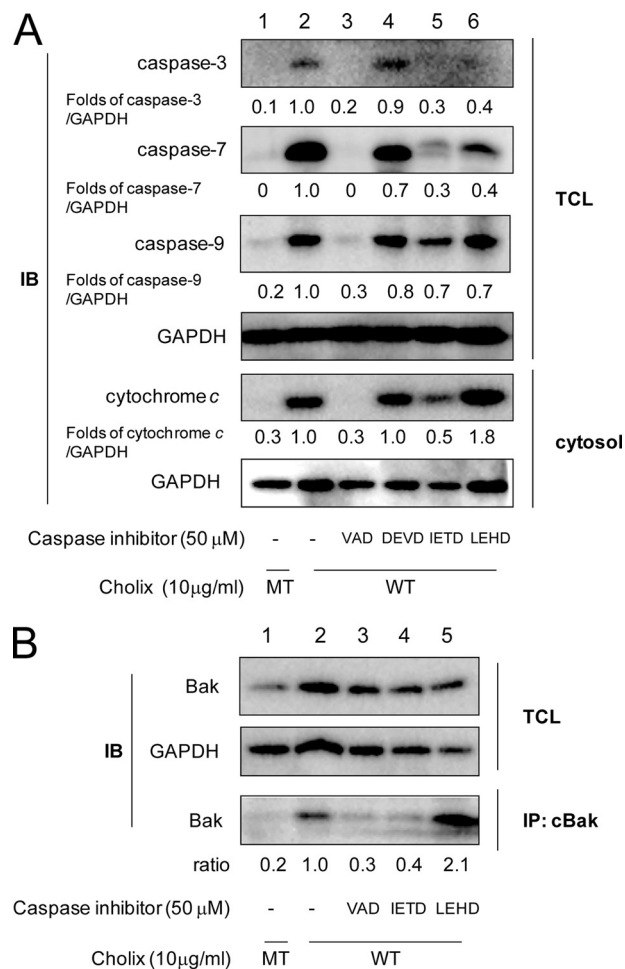 A
1 2 3 4 5 6
caspase-3
Folds of caspase-3
/GAPDH
0.1 1.0 0.2 0.9 0.3 0.4
caspase-7
Folds of caspase-7
/GAPDH
0 1.0 0 0.7 0.3 0.4
TCL
caspase-9
IB
Folds of caspase-9
/GAPDH
0.2 1.0 0.3 0.8 0.7 0.7
GAPDH
cytochrome c
Folds of cytochrome c
/GAPDH
0.3 1.0 0.3 1.0 0.5 1.8
cytosol
GAPDH
Caspase inhibitor (50 μM) - - VAD DEVD IETD LEHD
Cholix (10μg/ml) MT WT
B
1 2 3 4 5
Bak
TCL
IB
GAPDH
Bak
IP: cBak
ratio 0.2 1.0 0.3 0.4 2.1
Caspase inhibitor (50 μM) - - VAD IETD LEHD
Cholix (10μg/ml) MT WT